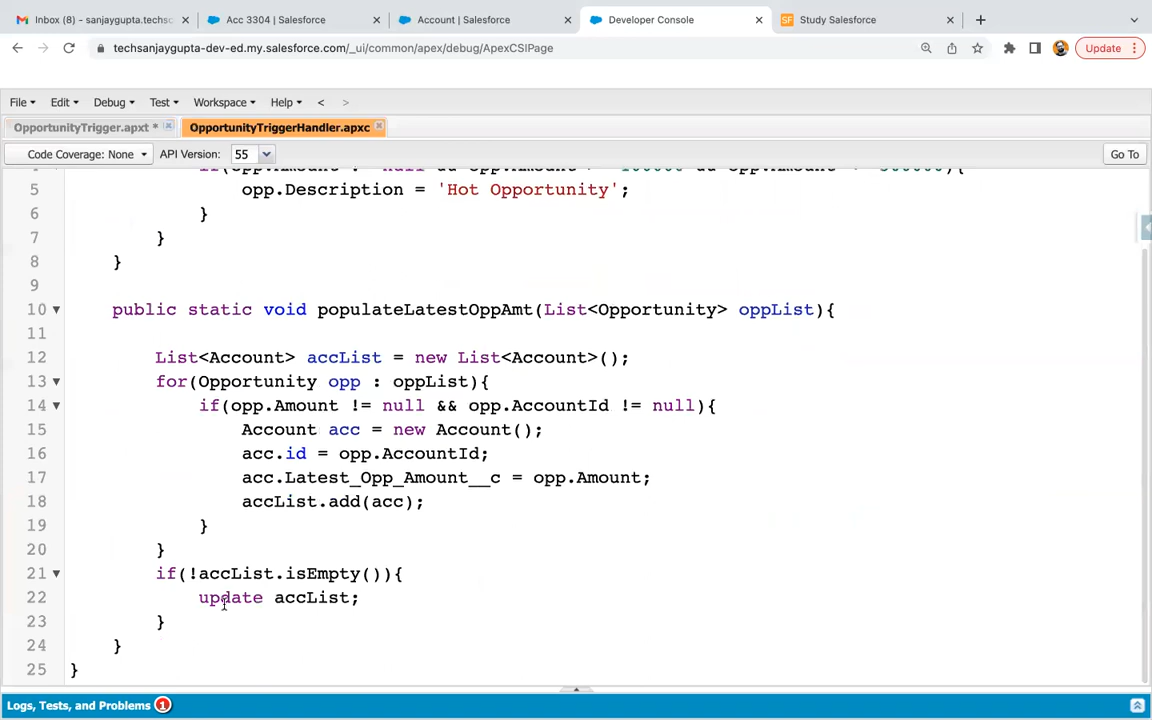 Inbox (9) - sanjaygupta.techsc
Acc 3304 | Salesforce
Account | Salesforce
Developer Console
Study Salesforce
techsanjaygupta-dev-ed.my.salesforce.com/_ui/common/apex/debug/ApexCSIPage
Update
File Edit Debug Test Workspace Help < >
OpportunityTrigger.apxt *
OpportunityTriggerHandler.apxc
Code Coverage: None API Version: 55 Go To
5 opp.Description = 'Hot Opportunity';
6 }
7 }
8 }
9
10 public static void populateLatestOppAmt(List<Opportunity> oppList){
11
12 List<Account> accList = new List<Account>();
13 for(Opportunity opp : oppList){
14 if(opp.Amount != null && opp.AccountId != null){
15 Account acc = new Account();
16 acc.id = opp.AccountId;
17 acc.Latest_Opp_Amount__c = opp.Amount;
18 accList.add(acc);
19 }
20 }
21 if(!accList.isEmpty()){
22 update accList;
23 }
24 }
25 }
Logs, Tests, and Problems 1